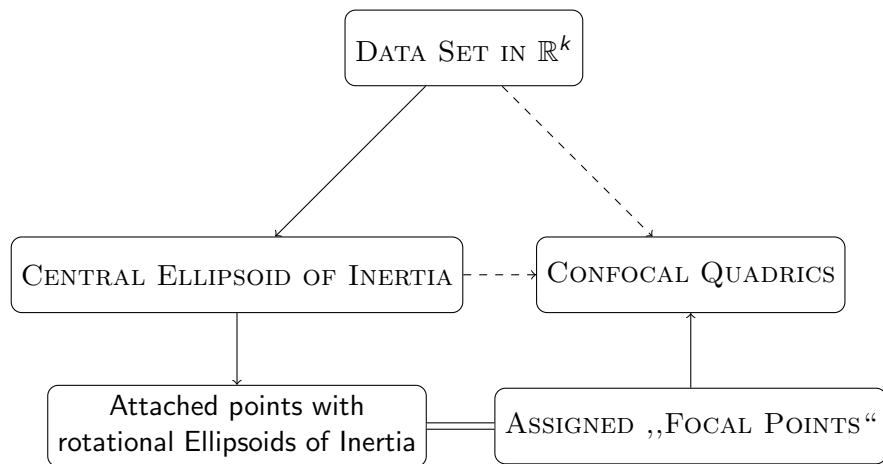 Data Set in ℝᵏ
Central Ellipsoid of Inertia
Confocal Quadrics
Attached points with
rotational Ellipsoids of Inertia
Assigned ,,Focal Points“